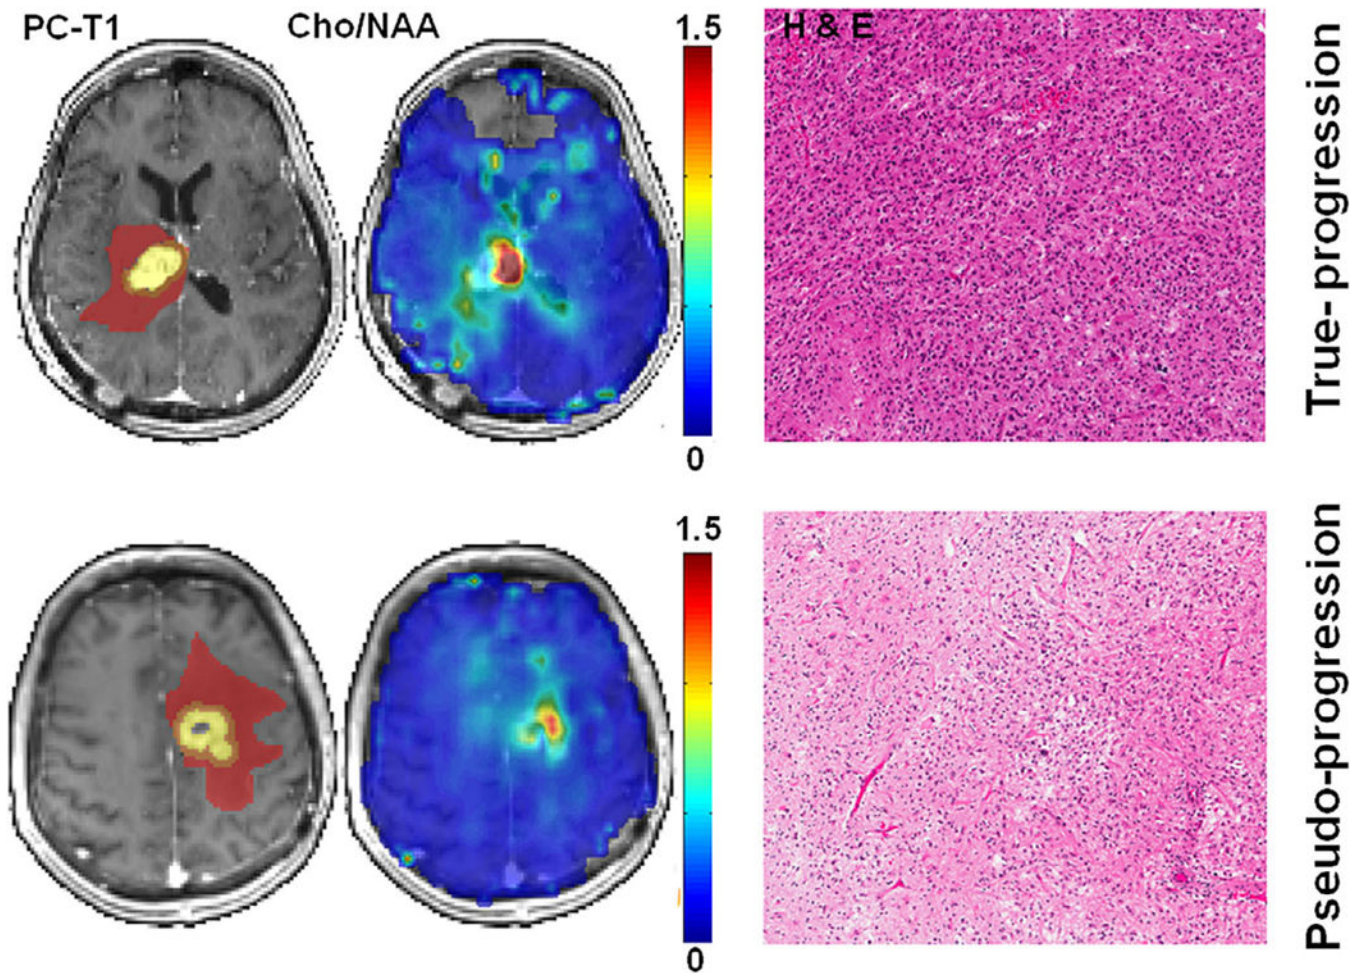 PC-T1
Cho/NAA
1.5
H & E
True- progression
0
1.5
Pseudo-progression
0